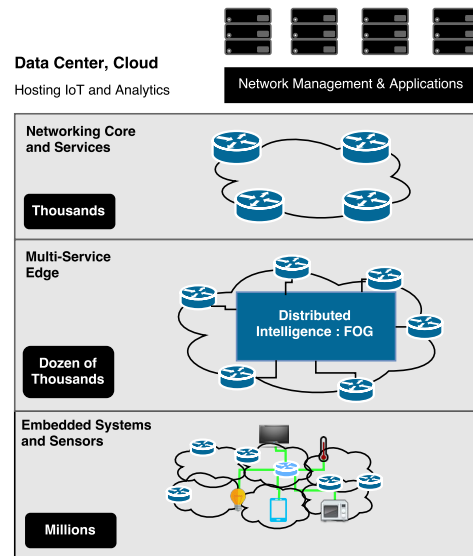 Data Center, Cloud
Hosting IoT and Analytics
Network Management & Applications
Networking Core
and Services
Thousands
Multi-Service
Edge
Distributed
Intelligence : FOG
Dozen of
Thousands
Embedded Systems
and Sensors
Millions